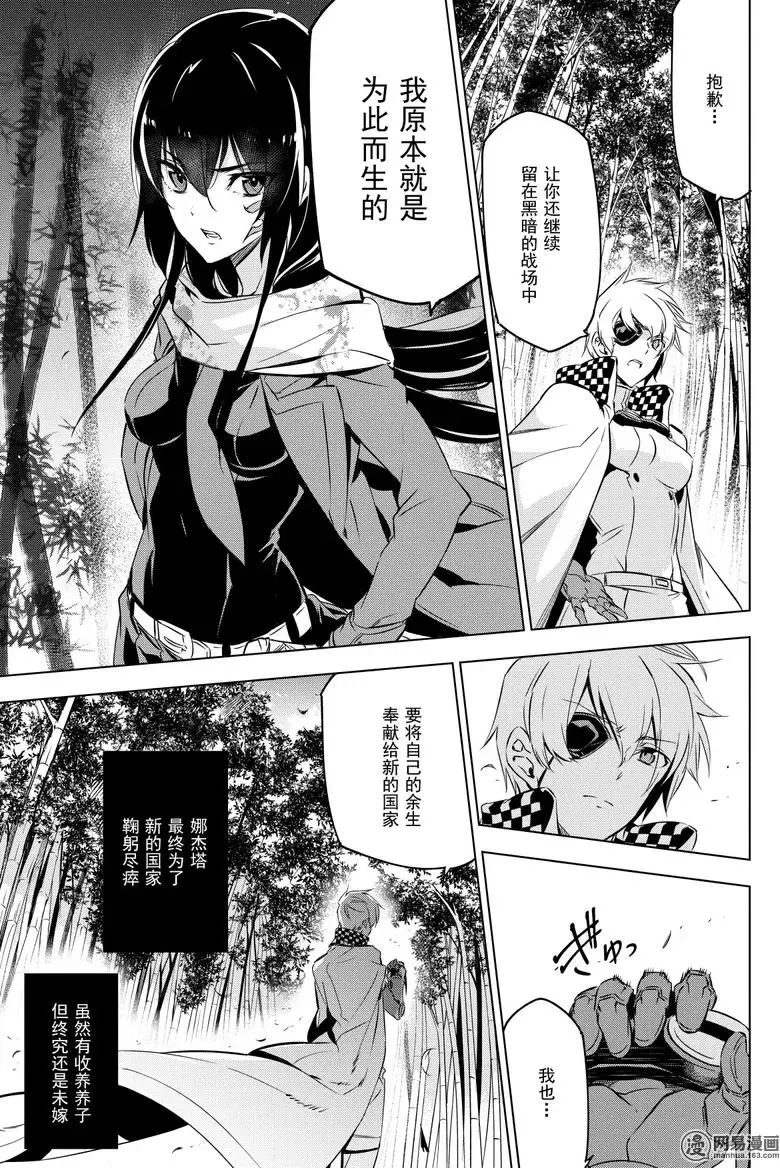 抱歉…
让你还继续
留在黑暗的战场中
我原本就是
为此而生的
ぎゅっ
我也…
要将自己的余生
奉献给新的国家
娜杰塔
最终为了
新的国家
鞠躬尽瘁
虽然有收养养子
但终究还是未嫁
漫 网易漫画
manhua.163.com